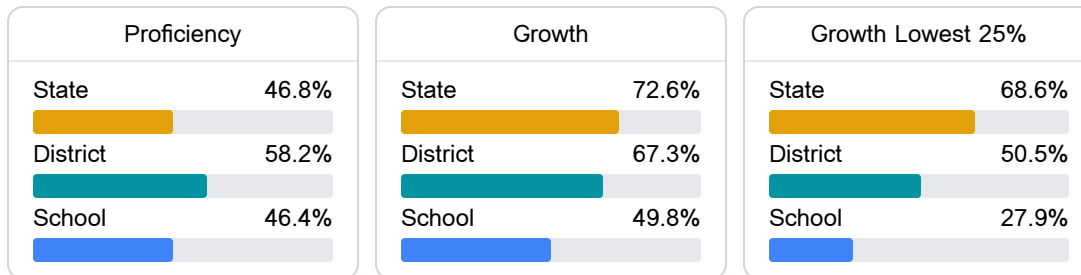 Proficiency
State 46.8%
District 58.2%
School 46.4%
Growth
State 72.6%
District 67.3%
School 49.8%
Growth Lowest 25%
State 68.6%
District 50.5%
School 27.9%